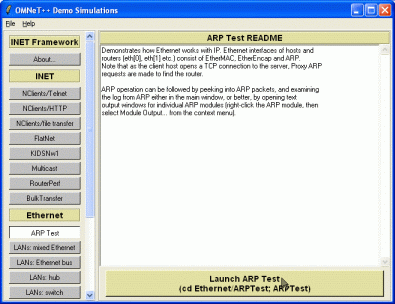 OMNeT++ Demo Simulations
File Help
INET Framework
About...
INET
NClients/Telnet
NClients/HTTP
NClients/file transfer
FlatNet
KIDSNw1
Multicast
RouterPerf
BulkTransfer
Ethernet
ARP Test
LANs: mixed Ethernet
LANs: Ethernet bus
LANs: hub
LANs: switch
ARP Test README
Demonstrates how Ethernet works with IP. Ethernet interfaces of hosts and
routers (eth[0], eth[1] etc.) consist of EtherMAC, EtherEncap and ARP.
Note that as the client host opens a TCP connection to the server, Proxy ARP
requests are made to find the router.
ARP operation can be followed by peeking into ARP packets, and examining
the log from ARP either in the main window, or better, by opening text
output windows for individual ARP modules (right-click the ARP module, then
select Module Output... from the context menu).
Launch ARP Test
(cd Ethernet/ARPTest; ARPTest)